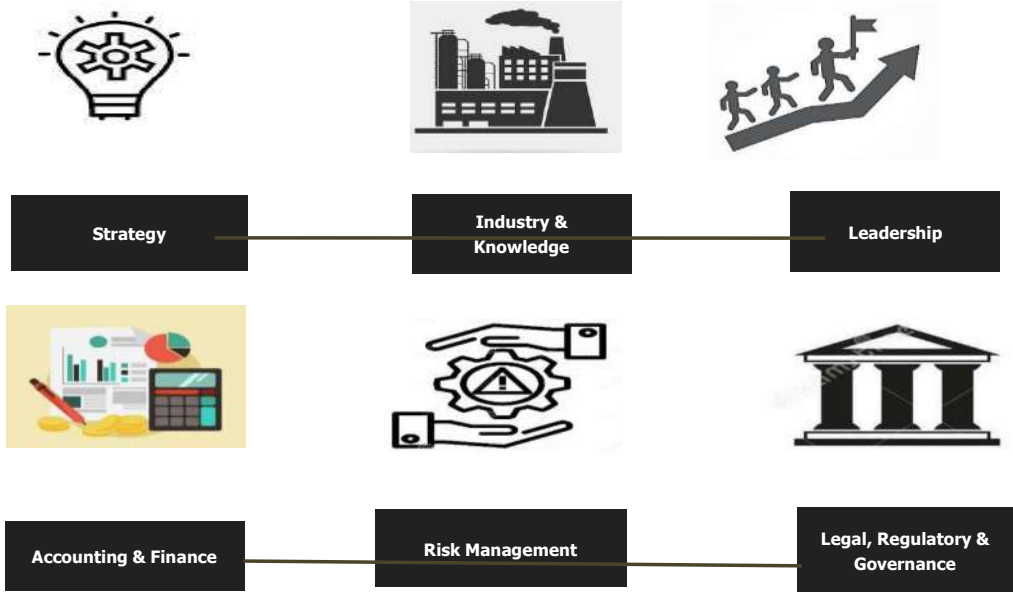 Strategy
Industry &
Knowledge
Leadership
Accounting & Finance
Risk Management
Legal, Regulatory &
Governance